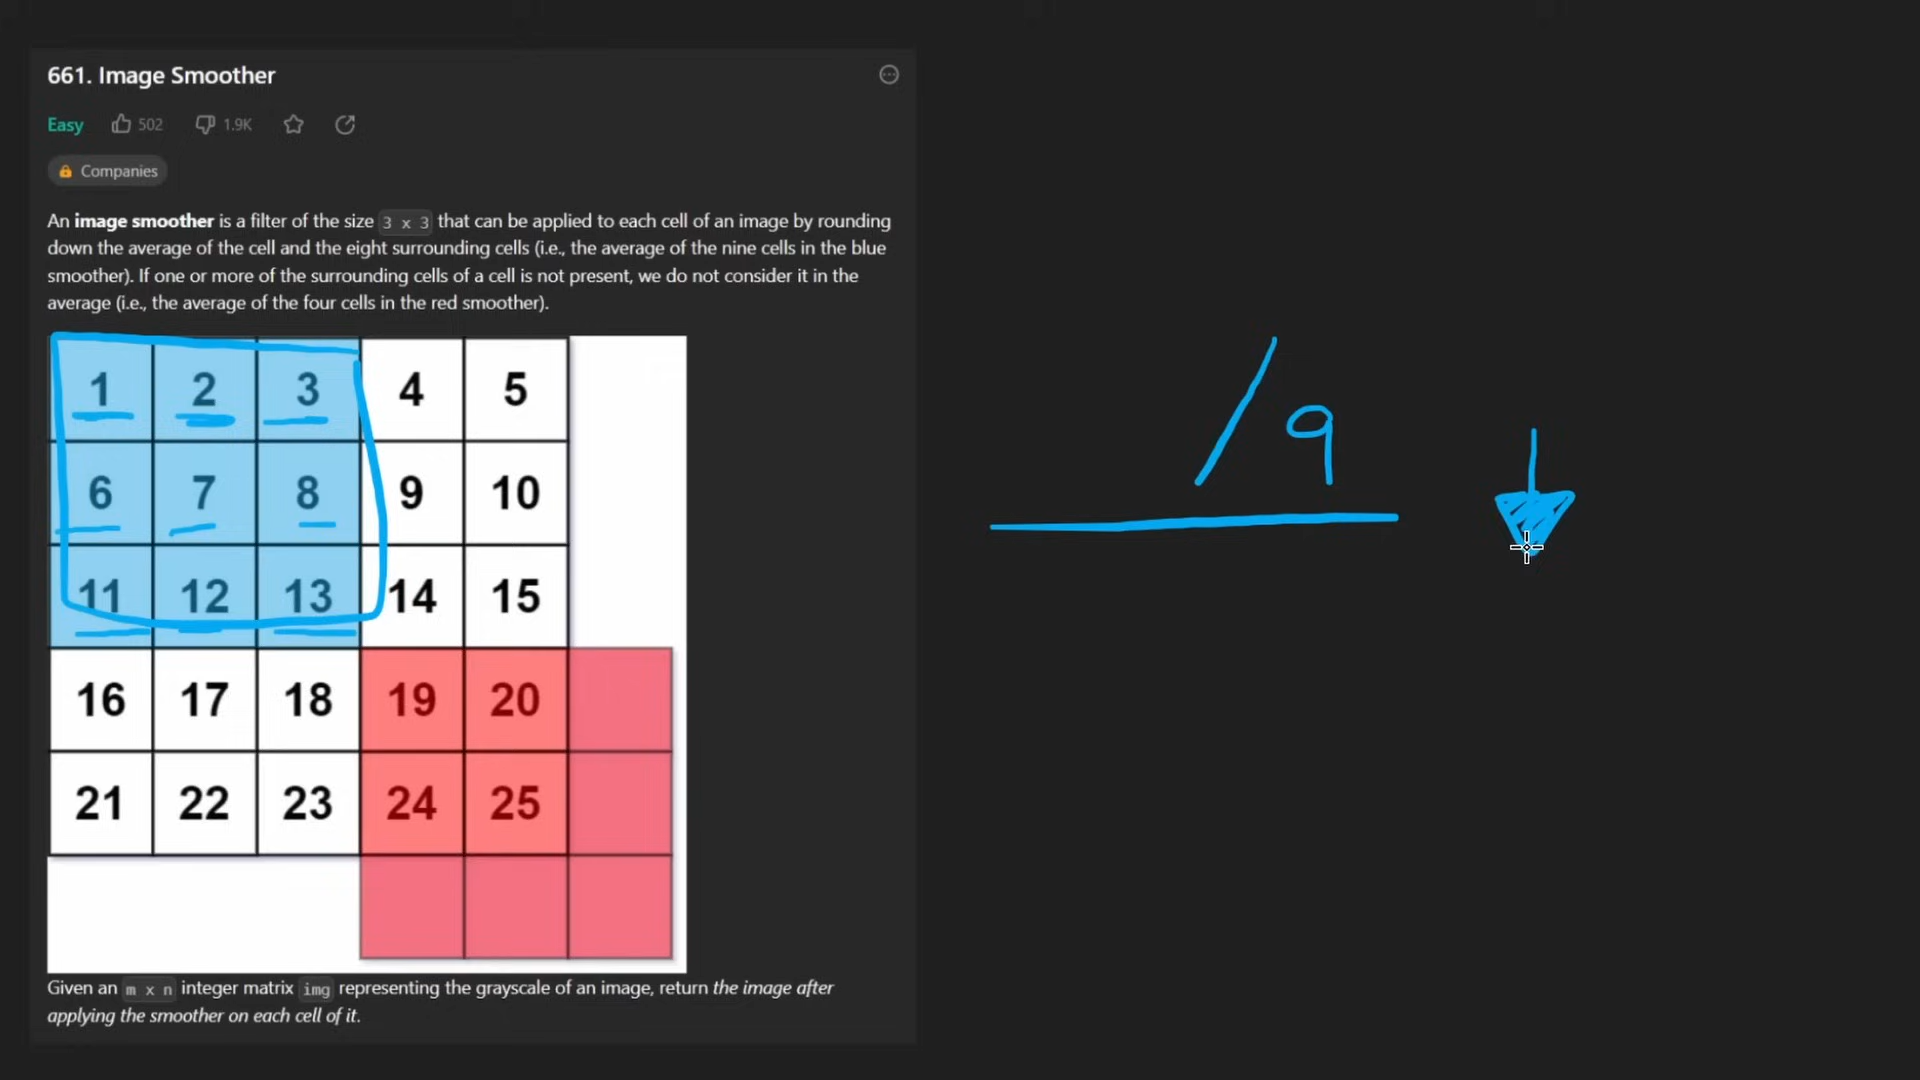 661. Image Smoother
Easy 502 1.9K
Companies
An image smoother is a filter of the size 3 x 3 that can be applied to each cell of an image by rounding
down the average of the cell and the eight surrounding cells (i.e., the average of the nine cells in the blue
smoother). If one or more of the surrounding cells of a cell is not present, we do not consider it in the
average (i.e., the average of the four cells in the red smoother).
1 2 3 4 5
6 7 8 9 10
11 12 13 14 15
16 17 18 19 20
21 22 23 24 25
Given an m x n integer matrix img representing the grayscale of an image, return the image after
applying the smoother on each cell of it.
/9